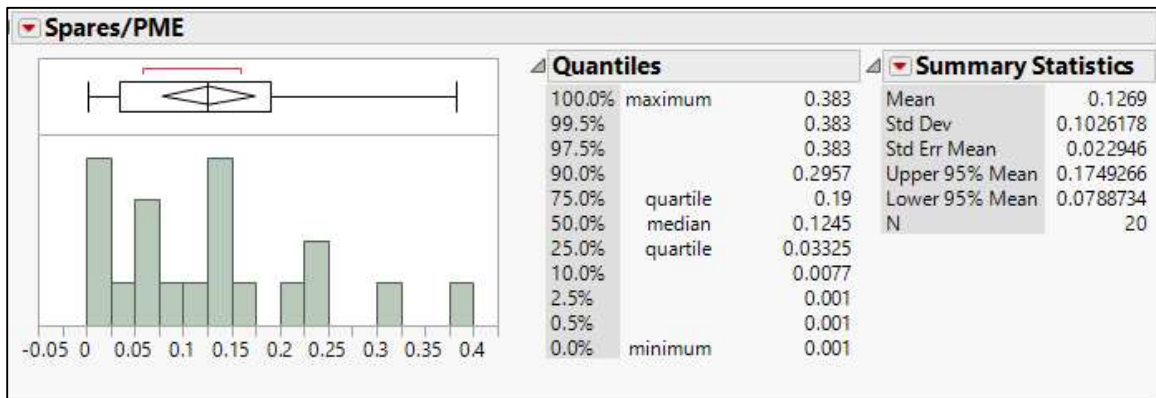 Spares/PME
-0.05 0 0.05 0.1 0.15 0.2 0.25 0.3 0.35 0.4
Quantiles
100.0% maximum 0.383
99.5% 0.383
97.5% 0.383
90.0% 0.2957
75.0% quartile 0.19
50.0% median 0.1245
25.0% quartile 0.03325
10.0% 0.0077
2.5% 0.001
0.5% 0.001
0.0% minimum 0.001
Summary Statistics
Mean 0.1269
Std Dev 0.1026178
Std Err Mean 0.022946
Upper 95% Mean 0.1749266
Lower 95% Mean 0.0788734
N 20